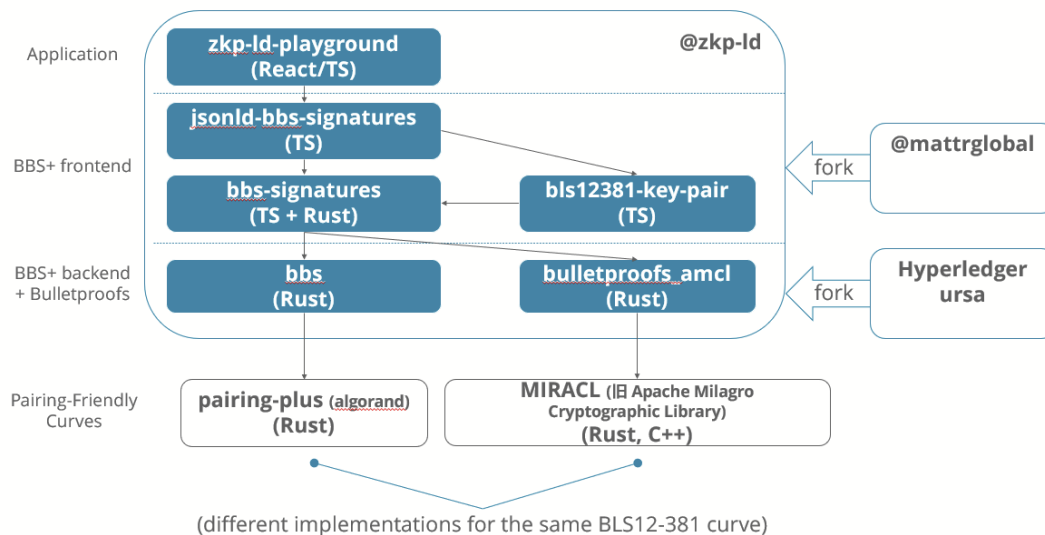 Application
zkp-ld-playground
(React/TS)
@zkp-ld
BBS+ frontend
jsonld-bbs-signatures
(TS)
bbs-signatures
(TS + Rust)
bls12381-key-pair
(TS)
fork
@mattrglobal
BBS+ backend
+ Bulletproofs
bbs
(Rust)
bulletproofs_amcl
(Rust)
fork
Hyperledger
ursa
Pairing-Friendly
Curves
pairing-plus (algorand)
(Rust)
MIRACL (旧 Apache Milagro
Cryptographic Library)
(Rust, C++)
(different implementations for the same BLS12-381 curve)